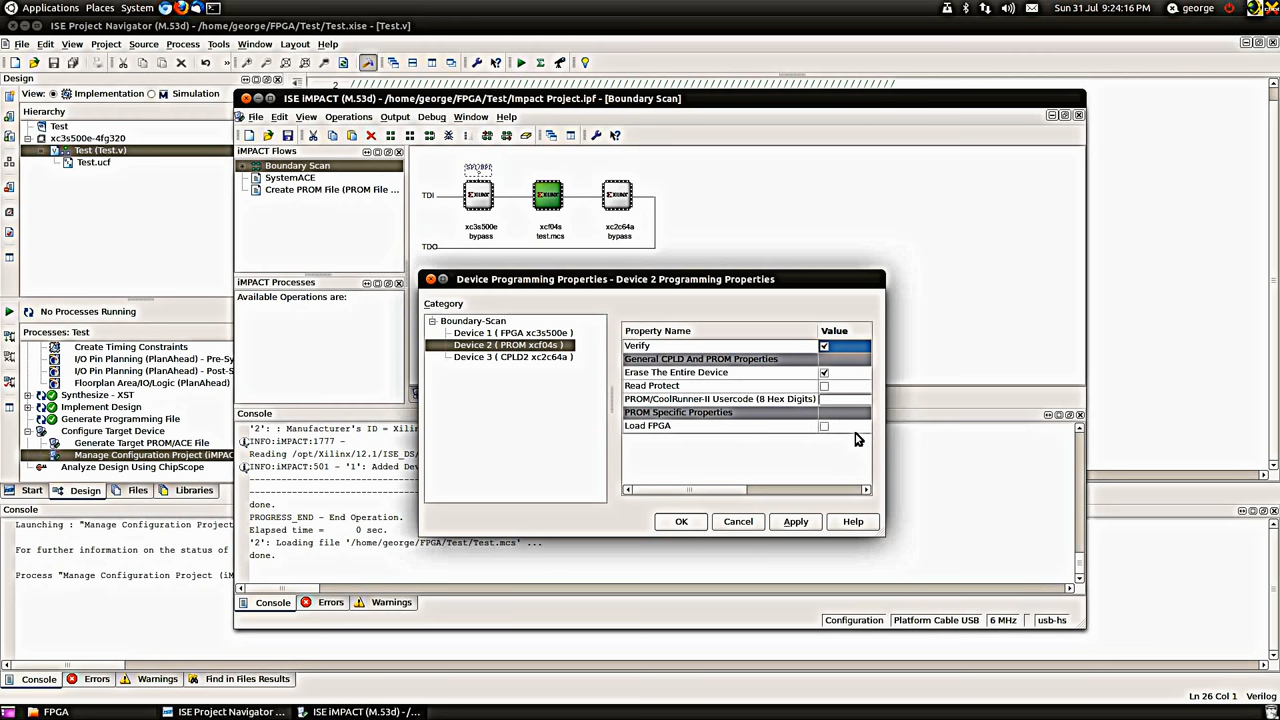 Applications Places System
Sun 31 Jul 9:24:16 PM
george
ISE Project Navigator (M.53d) - /home/george/FPGA/Test/Test.xise - [Test.v]
File Edit View Project Source Process Tools Window Layout Help
Design
View: Implementation Simulation
Hierarchy
Test
xc3s500e-4fg320
Test (Test.v)
Test.ucf
2 ////////////////////////////////////////////////////////////////////////////////
ISE iMPACT (M.53d) - /home/george/FPGA/Test/Impact Project.ipf - [Boundary Scan]
File Edit View Operations Output Debug Window Help
iMPACT Flows
Boundary Scan
SystemACE
Create PROM File (PROM File ...
TDI
TDO
XILINX XILINX XILINX
xc3s500e
bypass
xcf04s
test.mcs
xc2c64a
bypass
iMPACT Processes
Available Operations are:
No Processes Running
Processes: Test
Create Timing Constraints
I/O Pin Planning (PlanAhead) - Pre
I/O Pin Planning (PlanAhead) - Post
Floorplan Area/IO/Logic (PlanAhead)
Synthesize - XST
Implement Design
Generate Programming File
Configure Target Device
Generate Target PROM/ACE File
Manage Configuration Project (iMPAC
Analyze Design Using ChipScope
Start Design Files Libraries
Device Programming Properties - Device 2 Programming Properties
Category
Boundary-Scan
Device 1 ( FPGA xc3s500e )
Device 2 ( PROM xcf04s )
Device 3 ( CPLD2 xc2c64a )
Property Name Value
Verify
General CPLD And PROM Properties
Erase The Entire Device
Read Protect
PROM/CoolRunner-II Usercode (8 Hex Digits)
PROM Specific Properties
Load FPGA
OK Cancel Apply Help
Console
'2': : Manufacturer's ID = Xilin
INFO:iMPACT:1777 -
Reading /opt/Xilinx/12.1/ISE_DS/
INFO:iMPACT:501 - '1': Added Dev
done.
PROGRESS_END - End Operation.
Elapsed time = 0 sec.
'2': Loading file '/home/george/FPGA/Test/Test.mcs' ...
done.
Console Errors Warnings
Configuration Platform Cable USB 6 MHz usb-hs
Console
Launching : "Manage Configuration Project
For further information on the status of
Process "Manage Configuration Project (iM
Console Errors Warnings Find in Files Results
Ln 26 Col 1 Verilog
FPGA ISE Project Navigator ... ISE iMPACT (M.53d) - /...